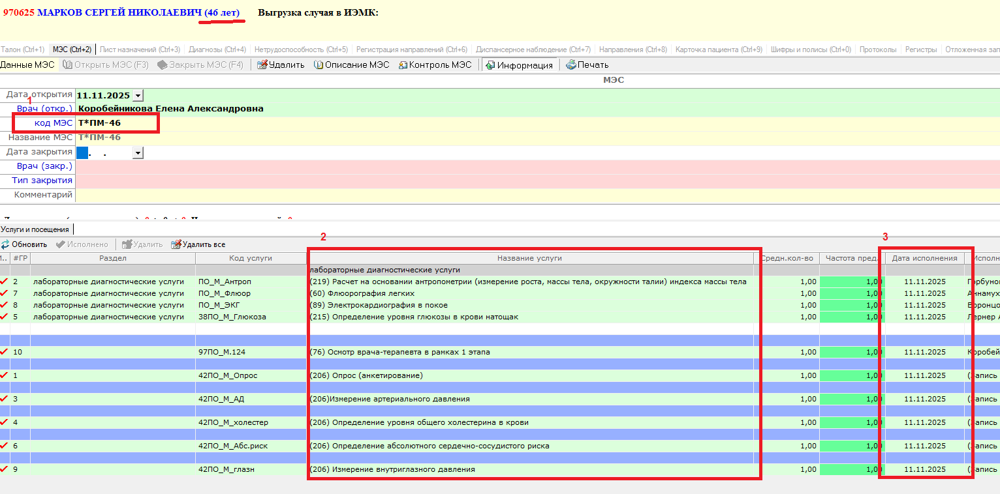 970625 МАРКОВ СЕРГЕЙ НИКОЛАЕВИЧ (46 лет) Выгрузка случая в ИЭМК:
Талон (Ctrl+1) МЭС (Ctrl+2) Лист назначений (Ctrl+3) Диагнозы (Ctrl+4) Нетрудоспособность (Ctrl+5) Регистрация направлений (Ctrl+6) Диспансерное наблюдение (Ctrl+7) Направления (Ctrl+8) Карточка пациента (Ctrl+9) Шифры и полисы (Ctrl+0) Протоколы Регистры Отложенная зап
Данные МЭС Открыть МЭС (F3) Закрыть МЭС (F4) Удалить Описание МЭС Контроль МЭС Информация Печать
МЭС
Дата открытия 11.11.2025
1
Врач (откр.) Коробейникова Елена Александровна
код МЭС Т*ПМ-46
Название МЭС Т*ПМ-46
Дата закрытия . .
Врач (закр.)
Тип закрытия
Комментарий
Услуги и посещения
2 3
Обновить Исполнено Удалить Удалить все
#ГР Раздел Код услуги Название услуги Средн.кол-во Частота пред. Дата исполнения Исполн
лабораторные диагностические услуги
2 лабораторные диагностические услуги ПО_М_Антроп (219) Расчет на основании антропометрии (измерение роста, массы тела, окружности талии) индекса массы тела 1,00 1,00 11.11.2025 Горбунов
7 лабораторные диагностические услуги ПО_М_Флюор (60) Флюорография легких 1,00 1,00 11.11.2025 Аннамух
8 лабораторные диагностические услуги ПО_М_ЭКГ (89) Электрокардиография в покое 1,00 1,00 11.11.2025 Воронцо
5 лабораторные диагностические услуги 38ПО_М_Глюкоза (215) Определение уровня глюкозы в крови натощак 1,00 1,00 11.11.2025 Лернер А
10 97ПО_М.124 (76) Осмотр врача-терапевта в рамках 1 этапа 1,00 1,00 11.11.2025 Коробей
1 42ПО_М_Опрос (206) Опрос (анкетирование) 1,00 1,00 11.11.2025 (Запись
3 42ПО_М_АД (206)Измерение артериального давления 1,00 1,00 11.11.2025 (Запись
4 42ПО_М_холестер (206) Определение уровня общего холестерина в крови 1,00 1,00 11.11.2025 (Запись
6 42ПО_М_Абс.риск (206) Определение абсолютного сердечно-сосудистого риска 1,00 1,00 11.11.2025 (Запись
9 42ПО_М_глазн (206) Измерение внутриглазного давления 1,00 1,00 11.11.2025 (Запись